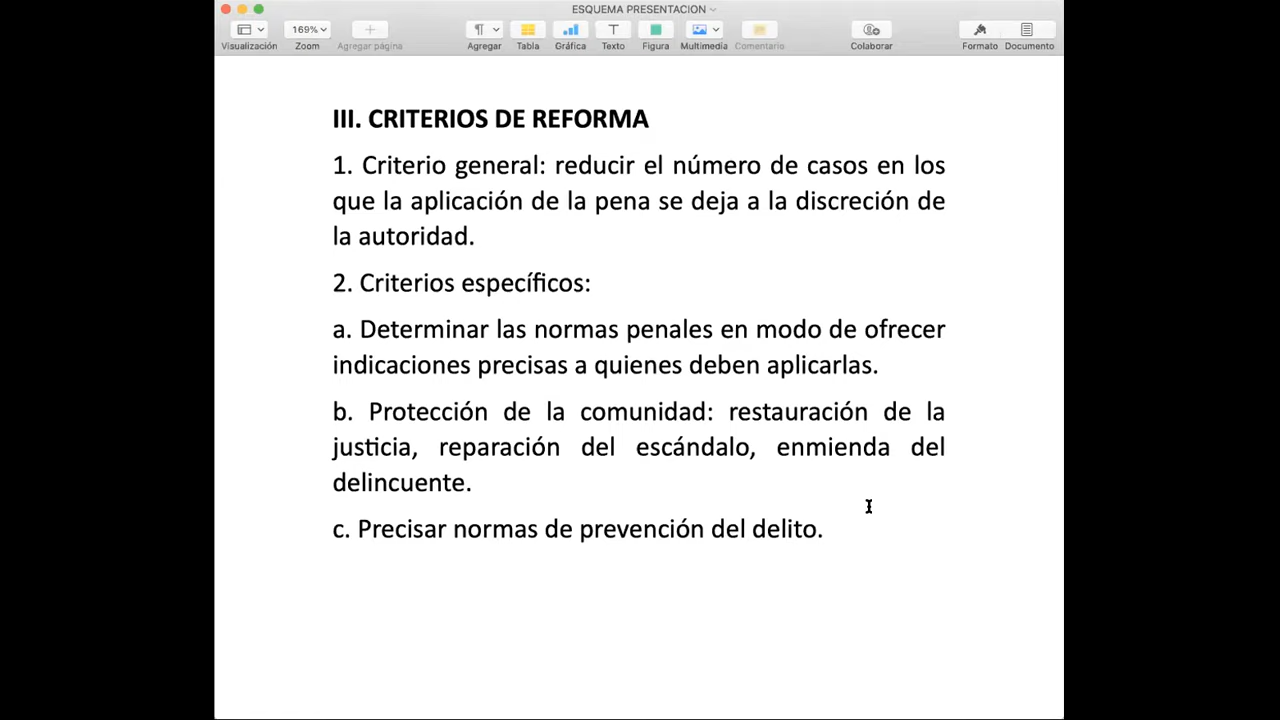 ESQUEMA PRESENTACION
169%
Visualización Zoom Agregar página Agregar Tabla Gráfica Texto Figura Multimedia Comentario Colaborar Formato Documento
III. CRITERIOS DE REFORMA
1. Criterio general: reducir el número de casos en los
que la aplicación de la pena se deja a la discreción de
la autoridad.
2. Criterios específicos:
a. Determinar las normas penales en modo de ofrecer
indicaciones precisas a quienes deben aplicarlas.
b. Protección de la comunidad: restauración de la
justicia, reparación del escándalo, enmienda del
delincuente.
c. Precisar normas de prevención del delito.